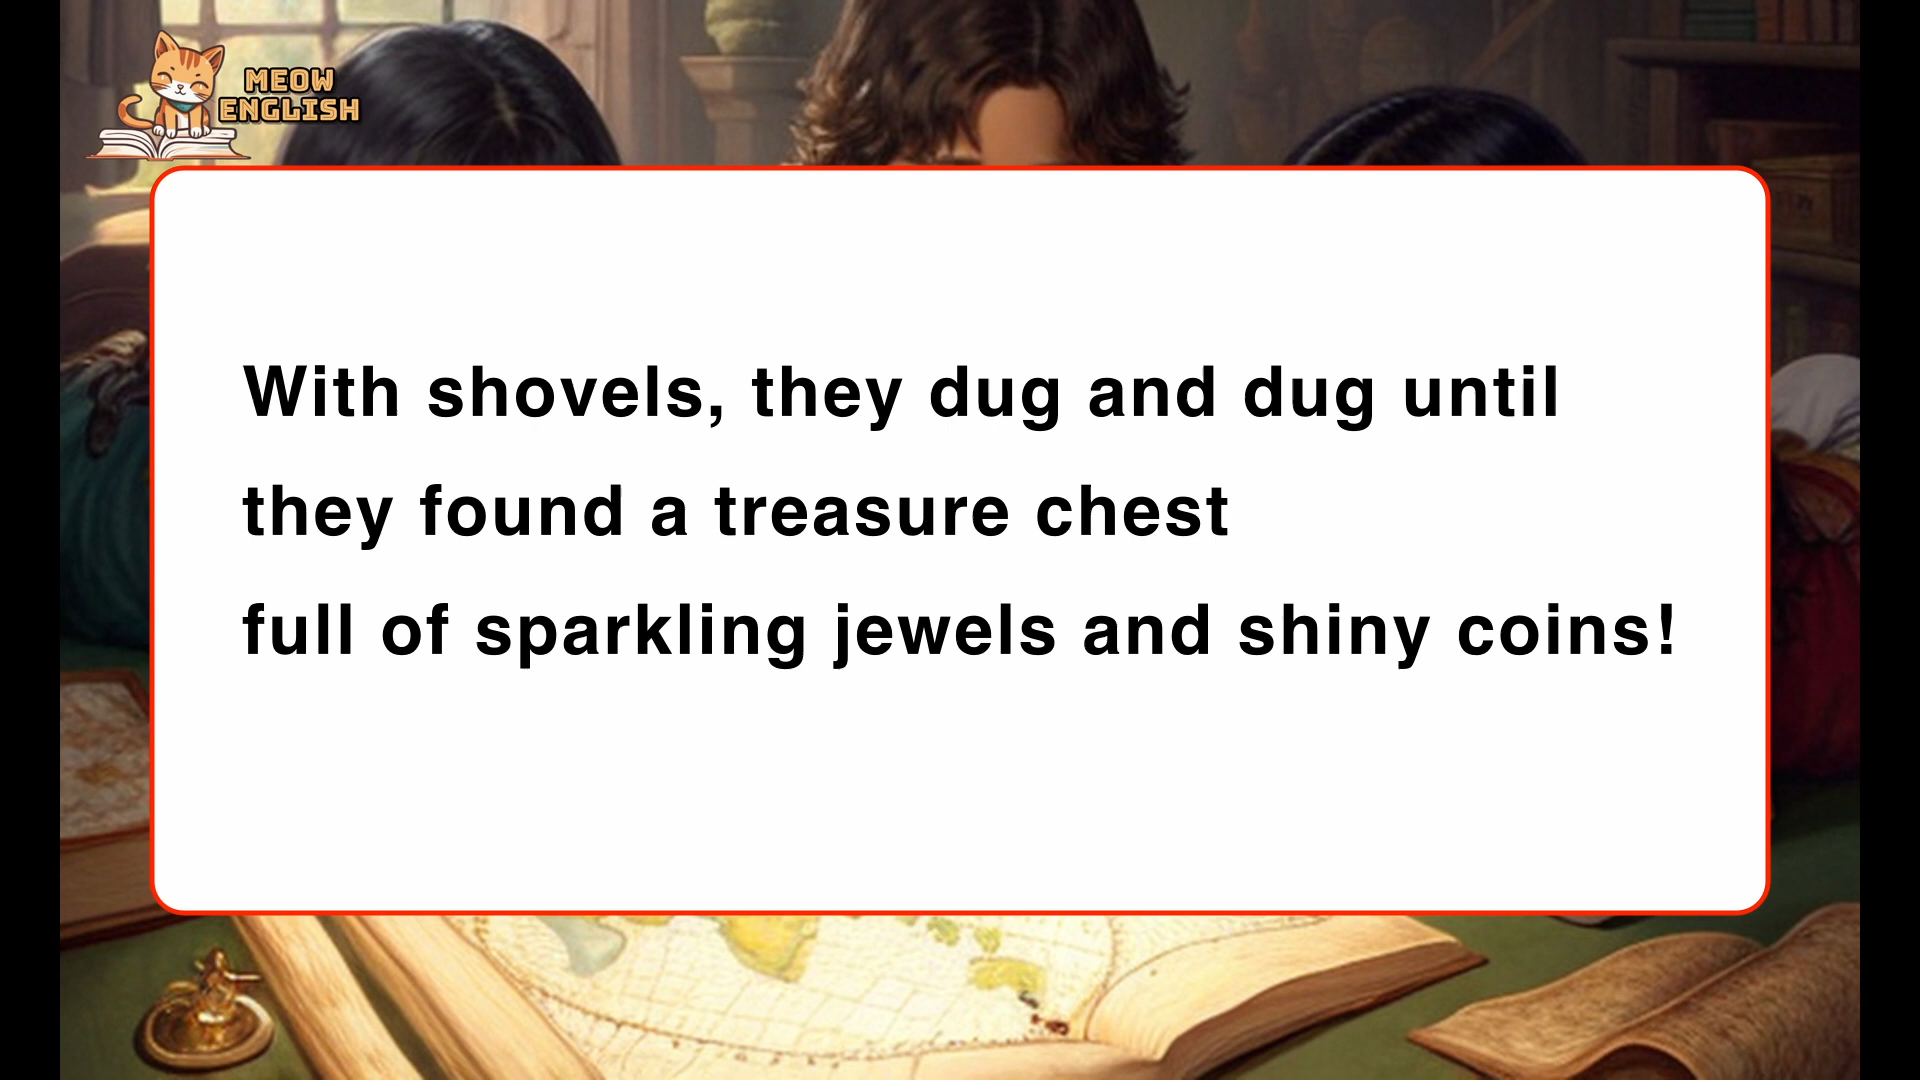 MEOW
ENGLISH
With shovels, they dug and dug until
they found a treasure chest
full of sparkling jewels and shiny coins!